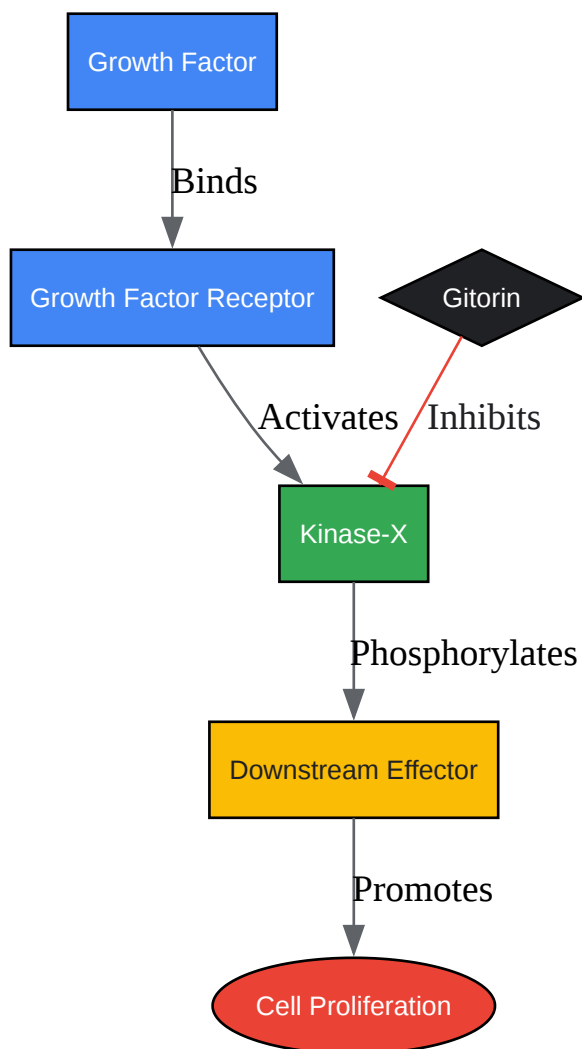 Growth Factor
Binds
Growth Factor Receptor
Gitorin
Activates
Inhibits
Kinase-X
Phosphorylates
Downstream Effector
Promotes
Cell Proliferation